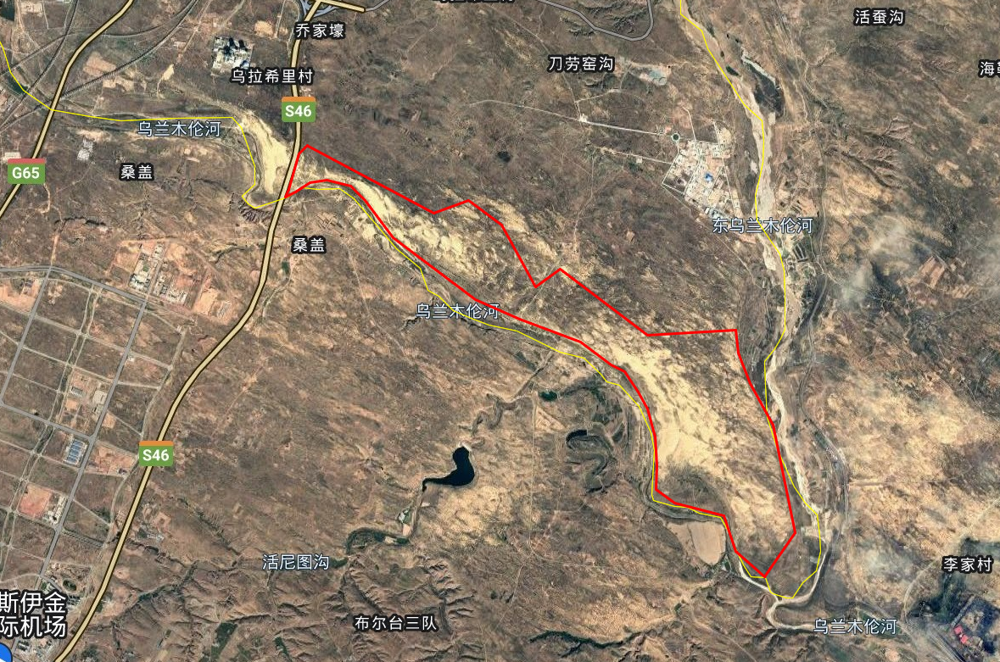 活蚕沟
乔家壕
刀劳窑沟
乌拉希里村
S46
乌兰木伦河
G65
桑盖
东乌兰木伦河
桑盖
乌兰木伦河
S46
活尼图沟
李家村
斯伊金
际机场
布尔台三队
乌兰木伦河